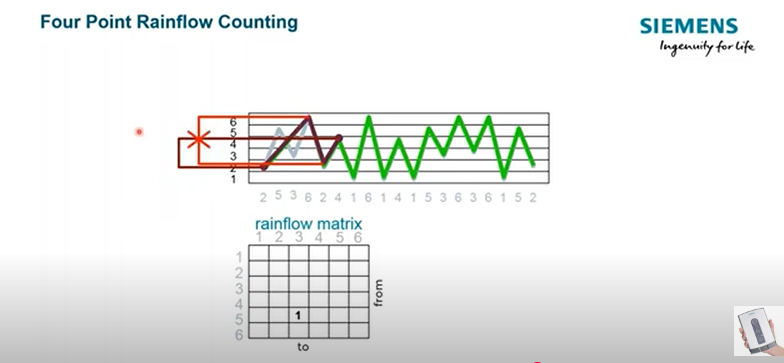 Four Point Rainflow Counting
SIEMENS
Ingenuity for life
6
5
4
3
2
1
2 5 3 6 2 4 1 6 1 4 1 5 3 6 3 6 1 5 2
rainflow matrix
1 2 3 4 5 6
1
2
3
4
5 1
6
from
to